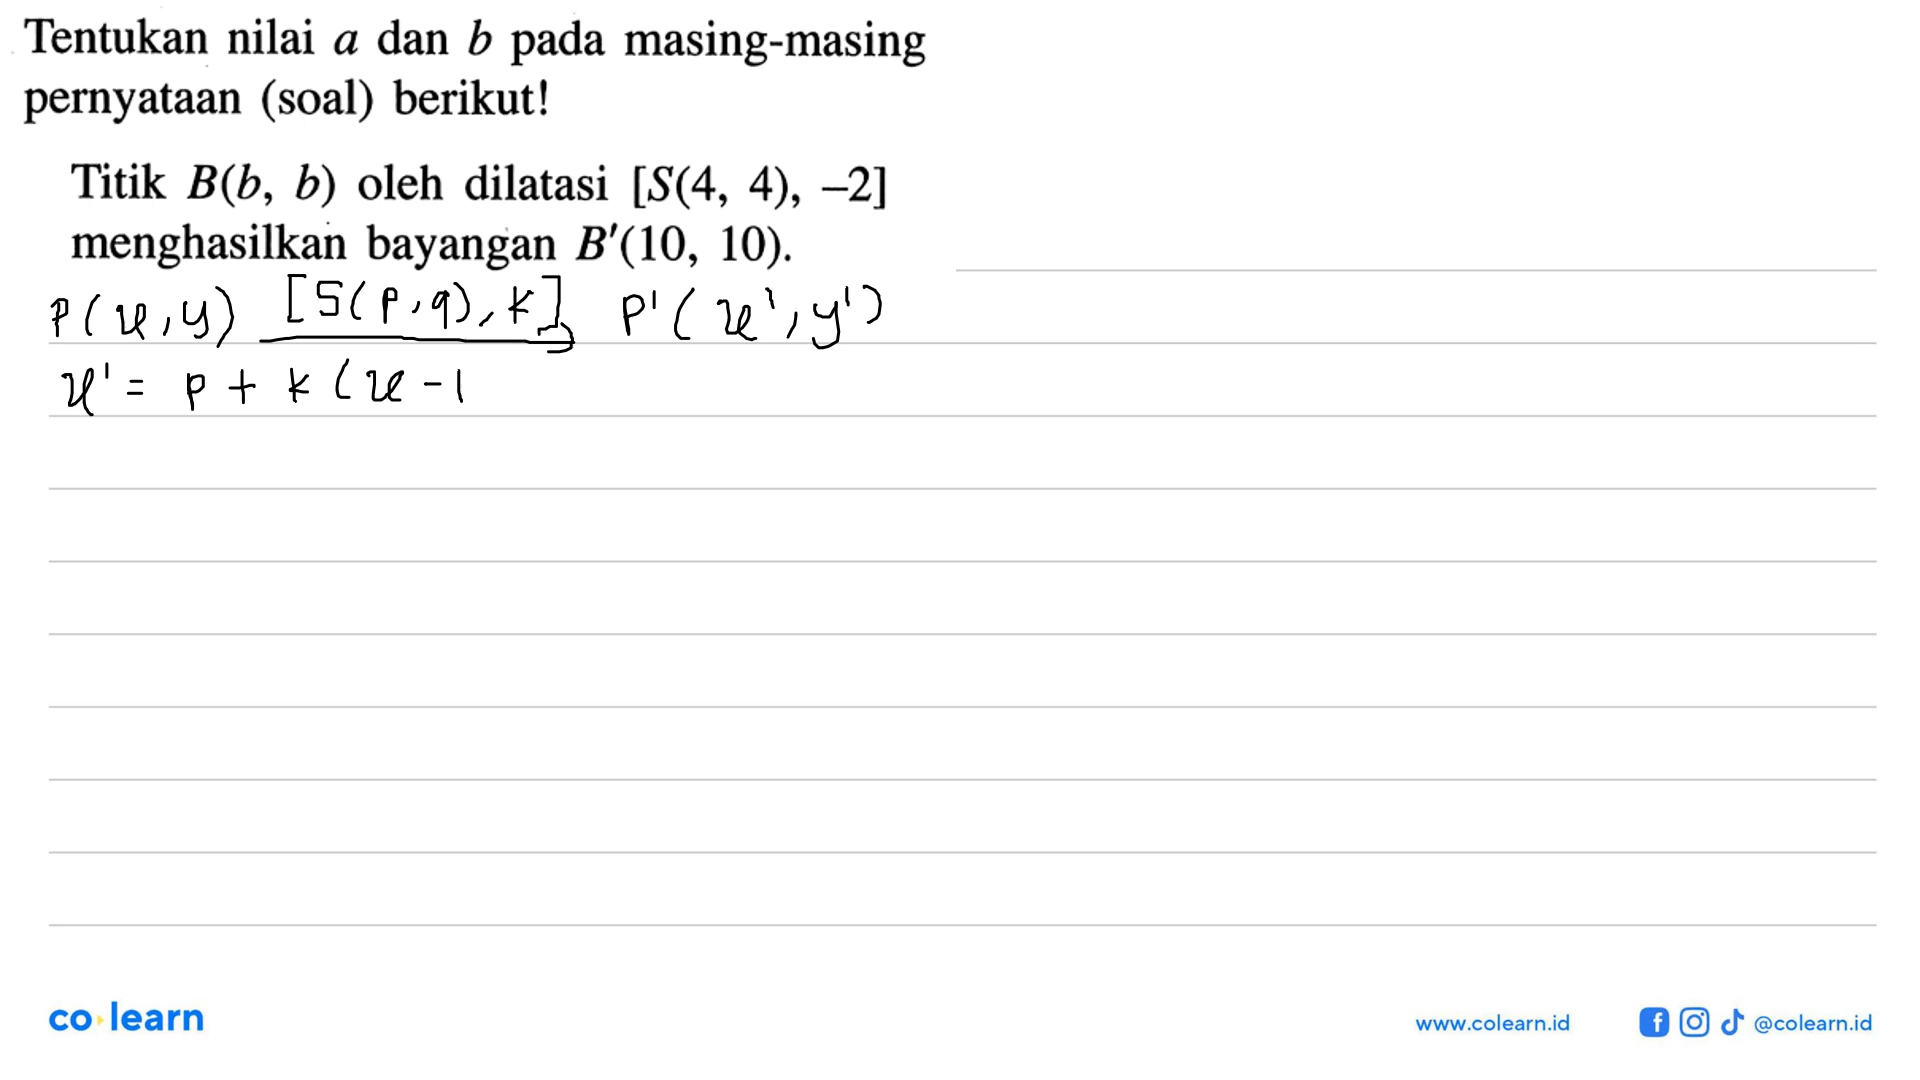 Tentukan nilai a dan b pada masing-masing
pernyataan (soal) berikut!
Titik B(b, b) oleh dilatasi [S(4, 4), –2]
menghasilkan bayangan B'(10, 10).
P(x,y) [S(p,q),k] P'(x',y')
x' = p + k(x-1
co learn
www.colearn.id
@colearn.id